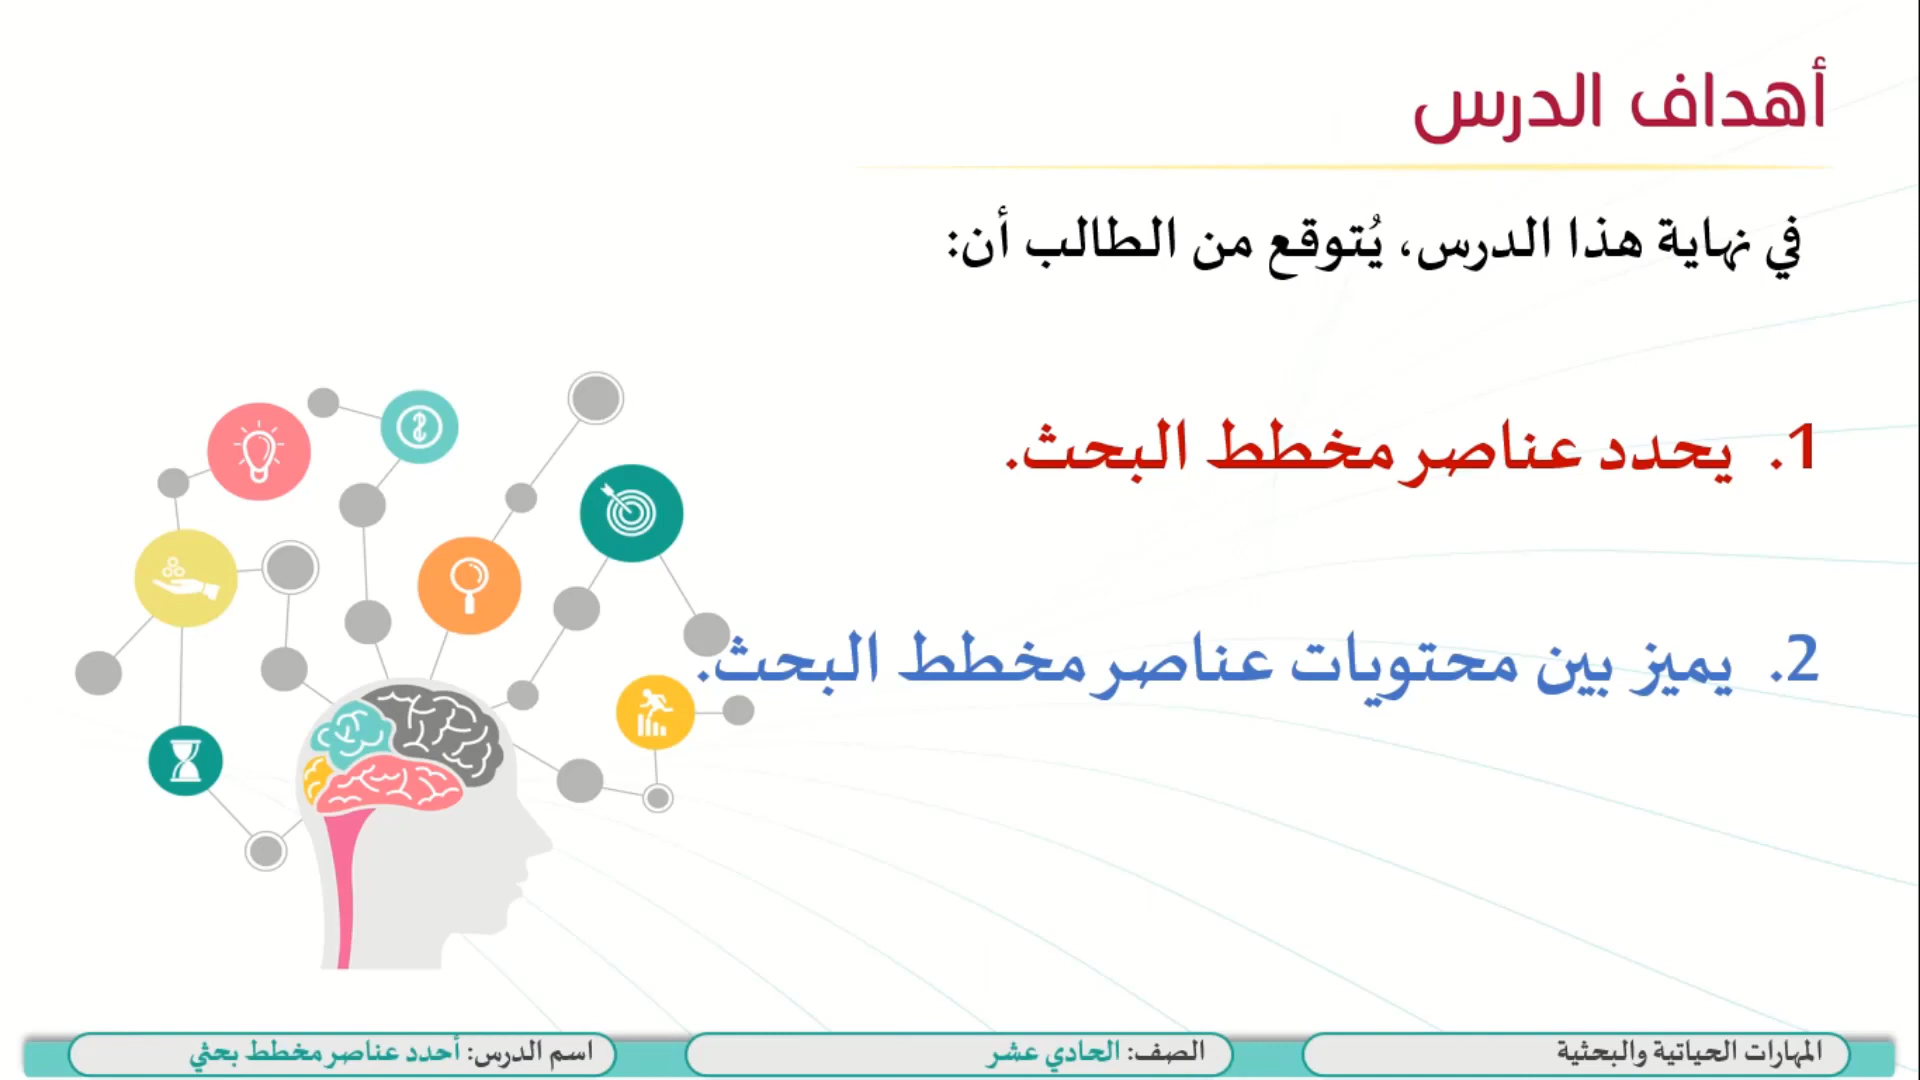 أهداف الدرس
في نهاية هذا الدرس، يُتوقع من الطالب أن:
1. يحدد عناصر مخطط البحث.
2. يميز بين محتويات عناصر مخطط البحث.
المهارات الحياتية والبحثية
الصف: الحادي عشر
اسم الدرس: أحدد عناصر مخطط بحثي